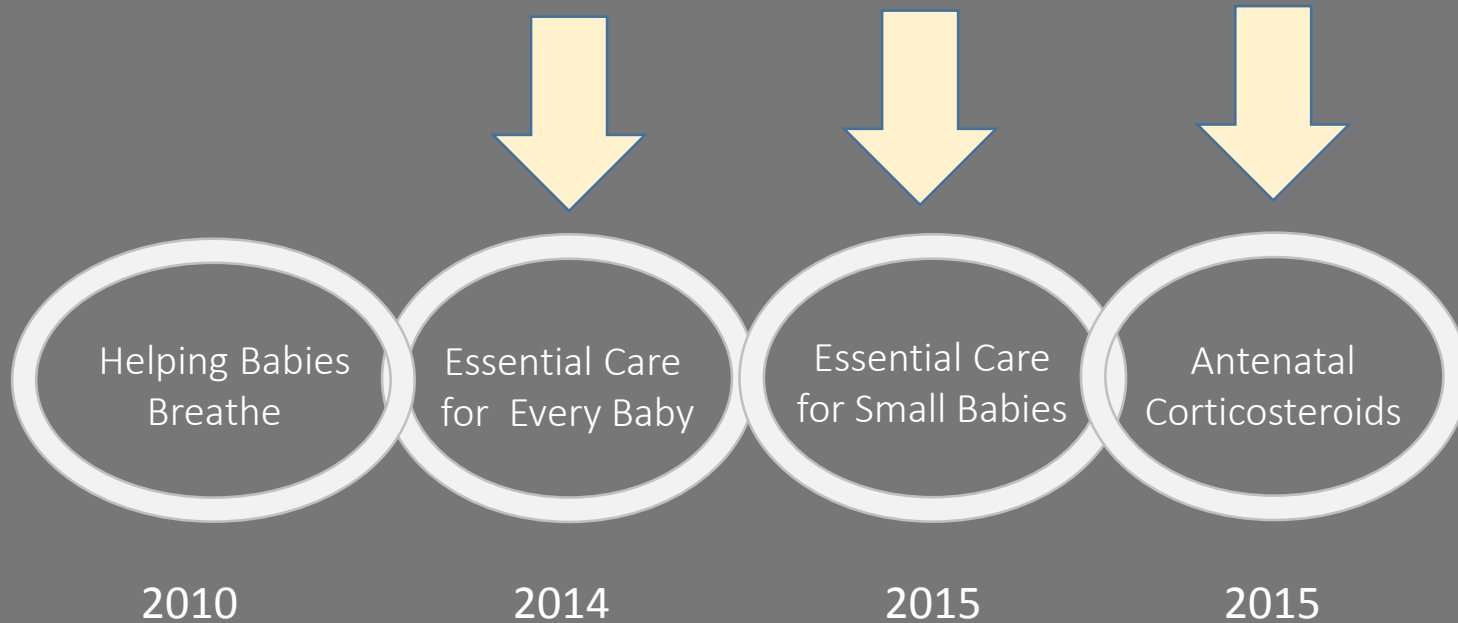 Helping Babies
Breathe
Essential Care
for Every Baby
Essential Care
for Small Babies
Antenatal
Corticosteroids
2010
2014
2015
2015